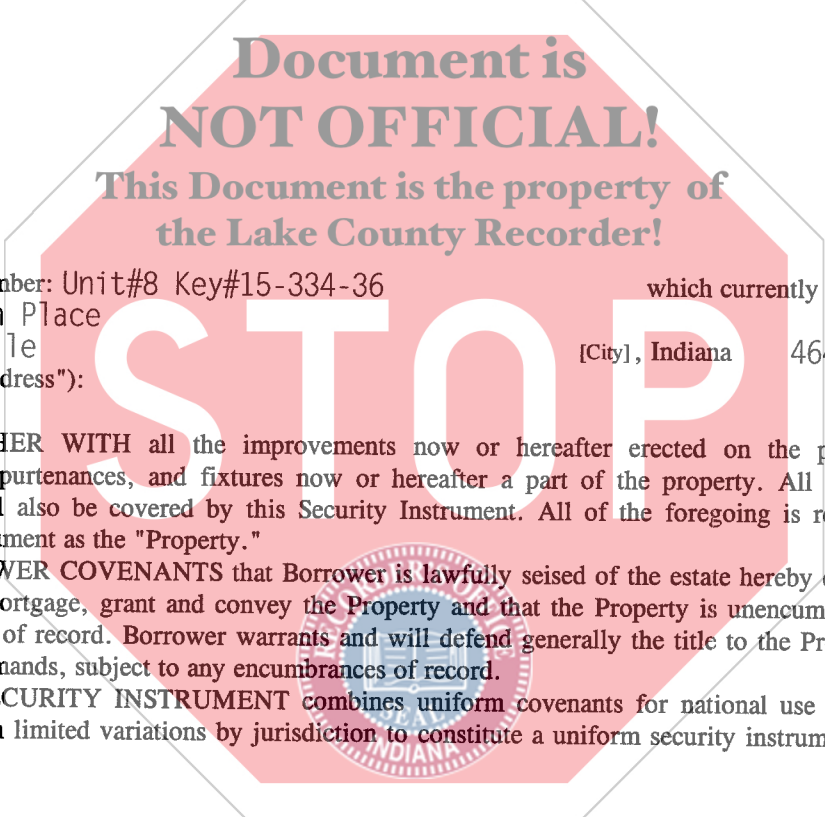 Document is
NOT OFFICIAL!
This Document is the property of
the Lake County Recorder!
nber: Unit#8 Key#15-334-36 which currently
Place
le [City], Indiana 464
dress"):
STOP
HER WITH all the improvements now or hereafter erected on the p
purtenances, and fixtures now or hereafter a part of the property. All
l also be covered by this Security Instrument. All of the foregoing is re
ment as the "Property."
WER COVENANTS that Borrower is lawfully seised of the estate hereby
ortgage, grant and convey the Property and that the Property is unencum
of record. Borrower warrants and will defend generally the title to the Pr
mands, subject to any encumbrances of record.
CURITY INSTRUMENT combines uniform covenants for national use
limited variations by jurisdiction to constitute a uniform security instrum
SEAL
INDIANA